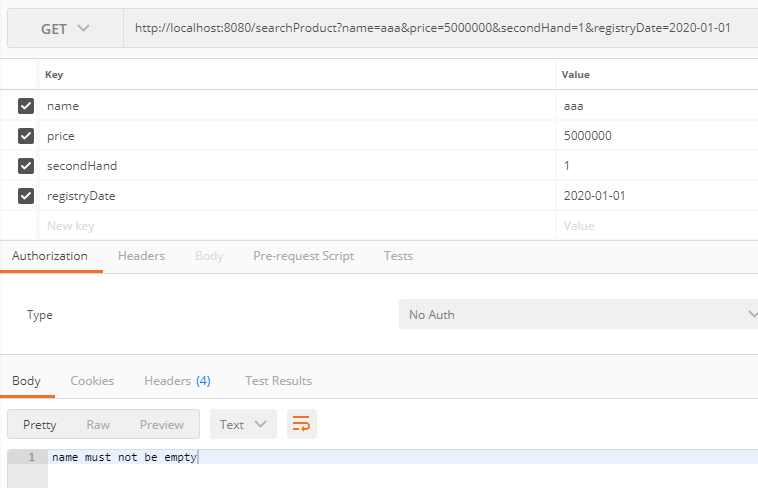 GET http://localhost:8080/searchProduct?name=aaa&price=5000000&secondHand=1&registryDate=2020-01-01
Key Value
name aaa
price 5000000
secondHand 1
registryDate 2020-01-01
New key Value
Authorization Headers Body Pre-request Script Tests
Type No Auth
Body Cookies Headers (4) Test Results
Pretty Raw Preview Text
1 name must not be empty